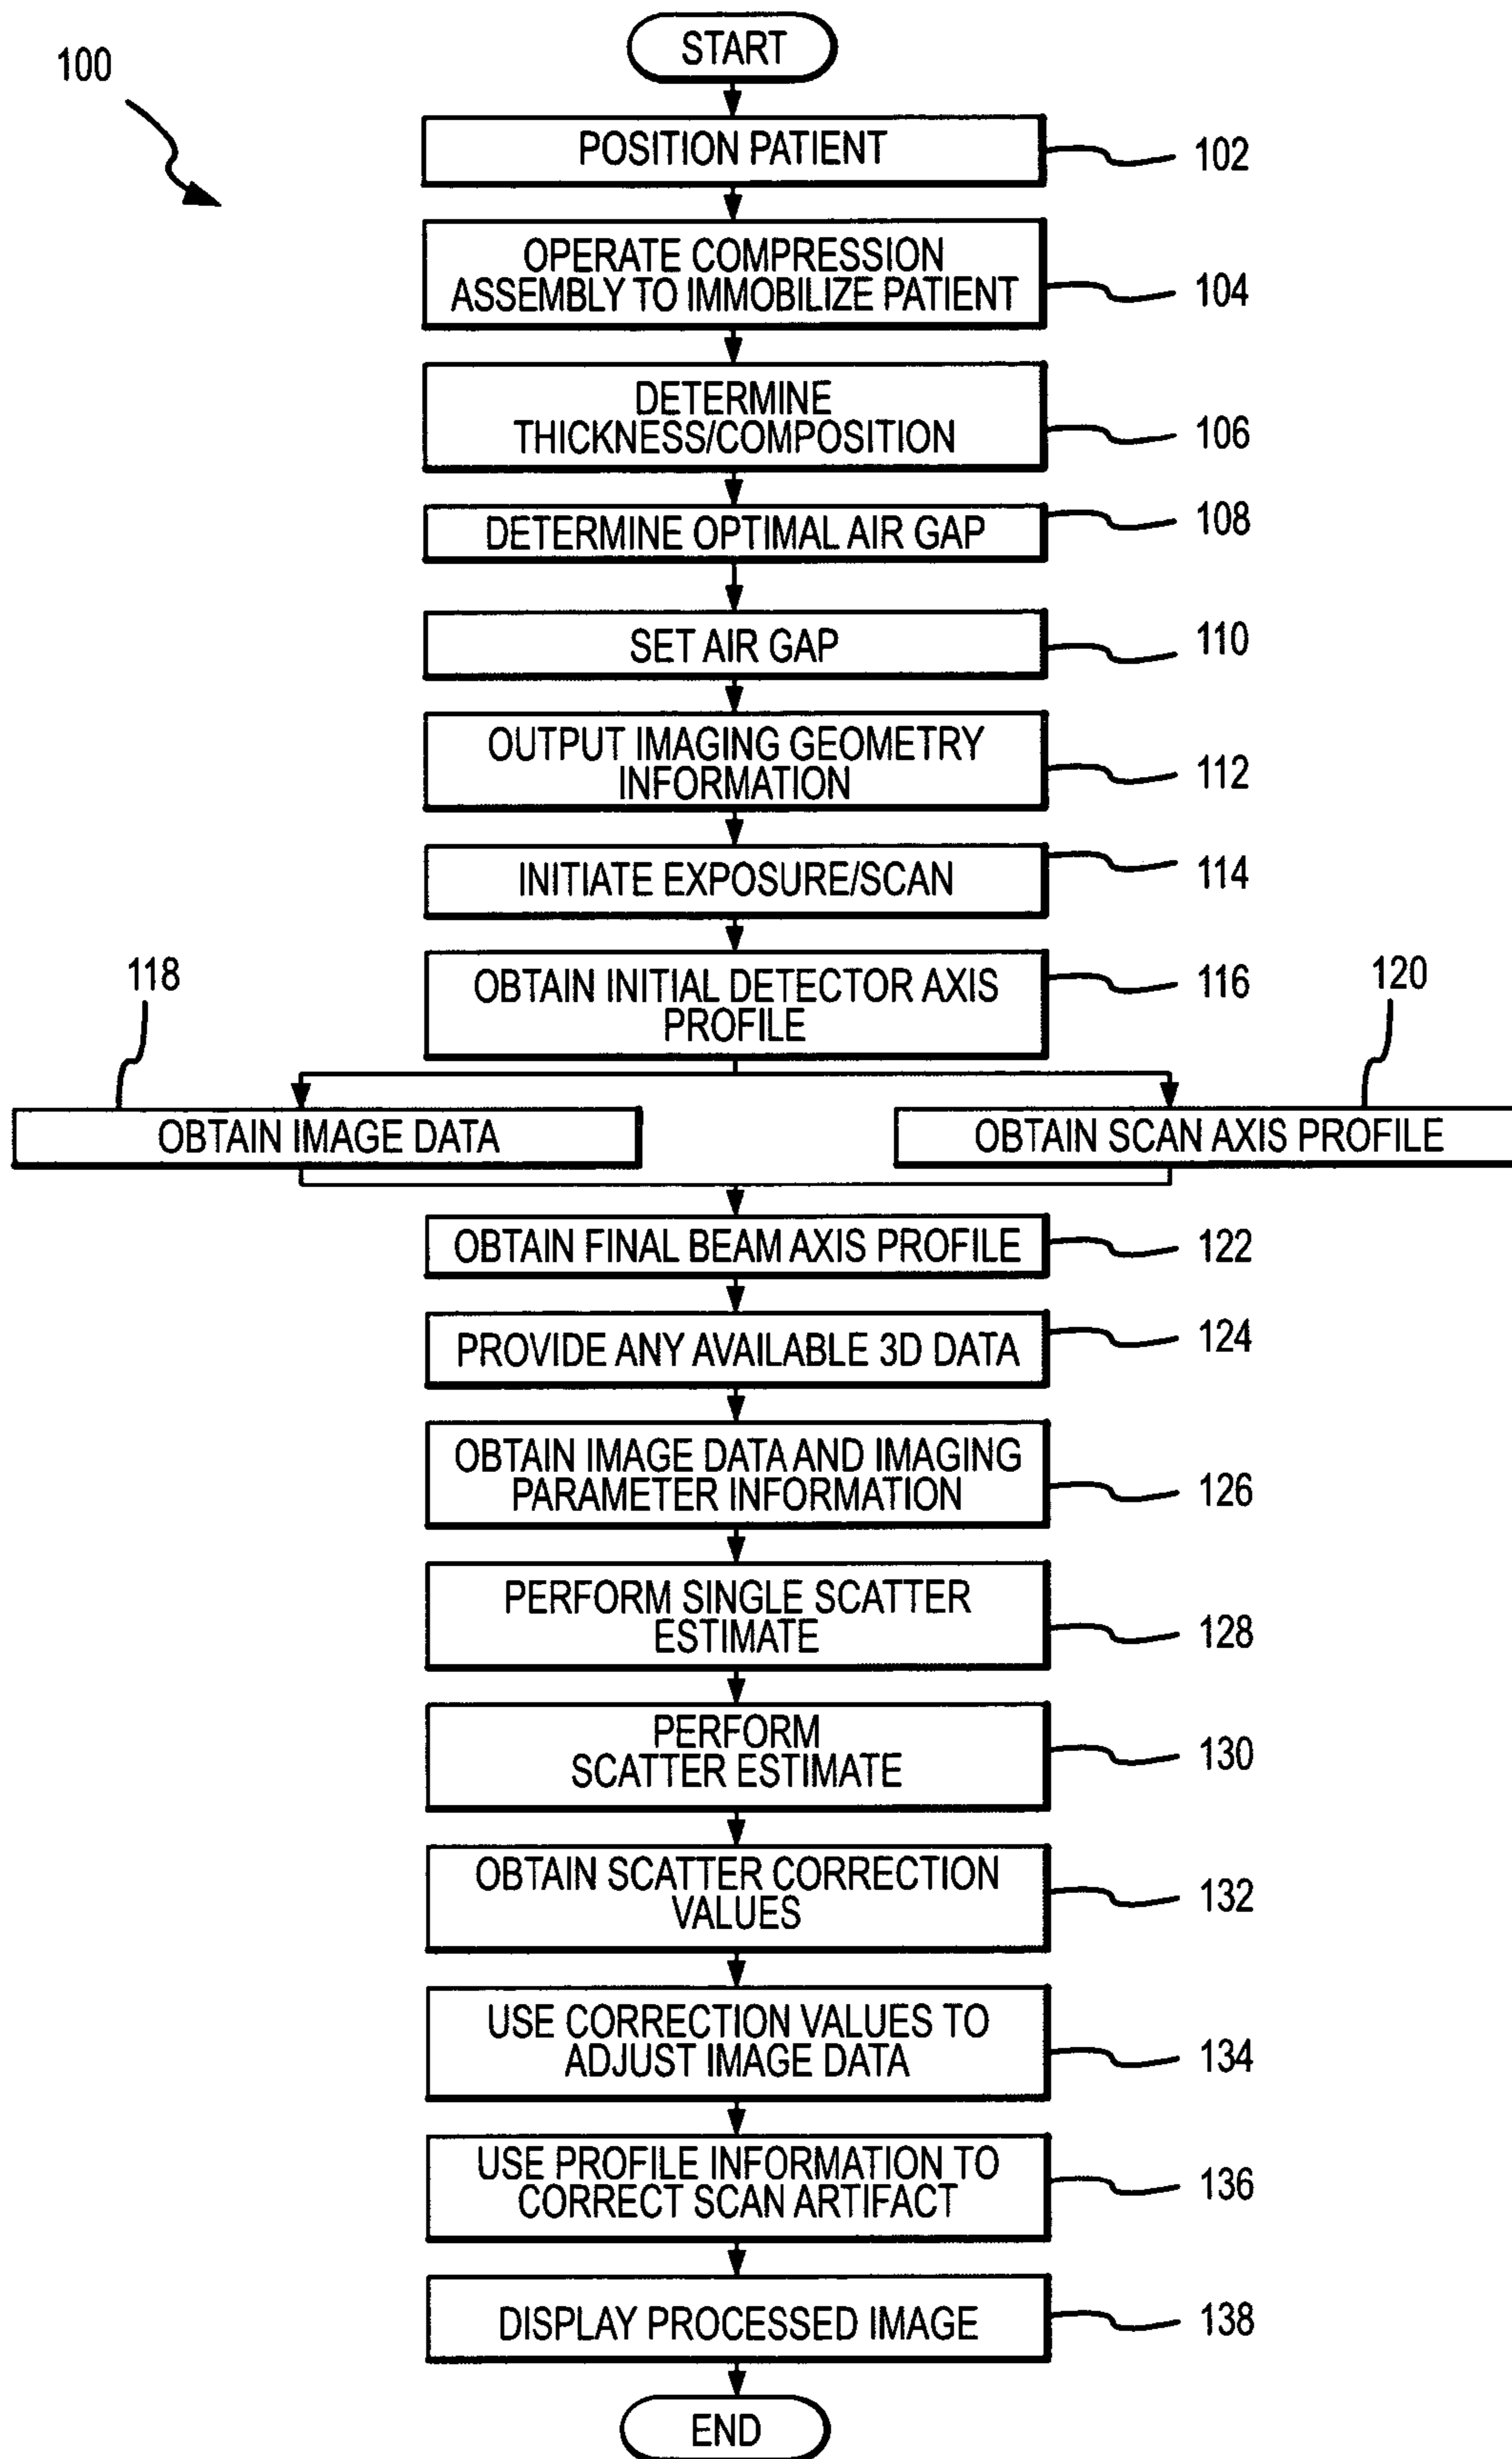 100
START
POSITION PATIENT
102
OPERATE COMPRESSION
ASSEMBLY TO IMMOBILIZE PATIENT
104
DETERMINE
THICKNESS/COMPOSITION
106
DETERMINE OPTIMAL AIR GAP
108
SET AIR GAP
110
OUTPUT IMAGING GEOMETRY
INFORMATION
112
INITIATE EXPOSURE/SCAN
114
OBTAIN INITIAL DETECTOR AXIS
PROFILE
116
118
OBTAIN IMAGE DATA
120
OBTAIN SCAN AXIS PROFILE
OBTAIN FINAL BEAM AXIS PROFILE
122
PROVIDE ANY AVAILABLE 3D DATA
124
OBTAIN IMAGE DATA AND IMAGING
PARAMETER INFORMATION
126
PERFORM SINGLE SCATTER
ESTIMATE
128
PERFORM
SCATTER ESTIMATE
130
OBTAIN SCATTER CORRECTION
VALUES
132
USE CORRECTION VALUES TO
ADJUST IMAGE DATA
134
USE PROFILE INFORMATION TO
CORRECT SCAN ARTIFACT
136
DISPLAY PROCESSED IMAGE
138
END